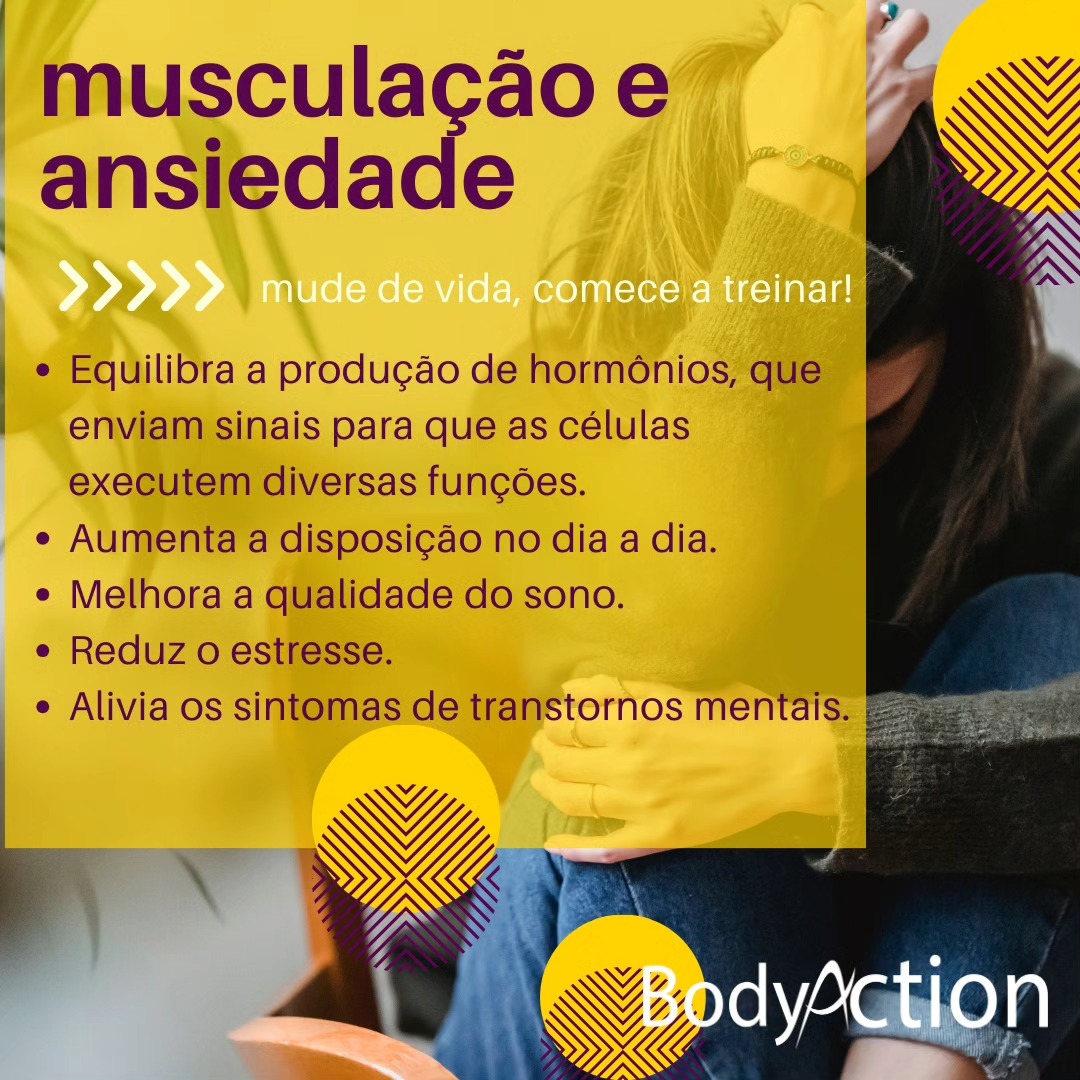 musculação e
ansiedade
mude de vida, comece a treinar!
• Equilibra a produção de hormônios, que
enviam sinais para que as células
executem diversas funções.
• Aumenta a disposição no dia a dia.
• Melhora a qualidade do sono.
• Reduz o estresse.
• Alivia os sintomas de transtornos mentais.
BodyAction